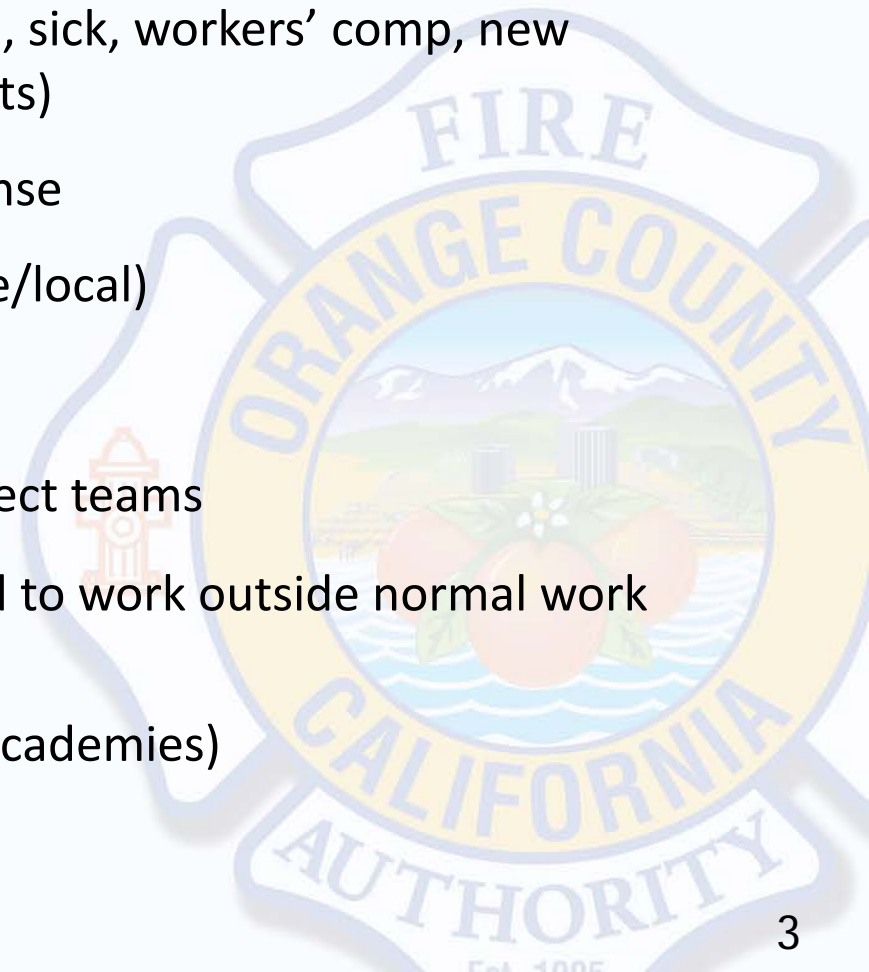 , sick, workers’ comp, new
ts)
nse
e/local)
ect teams
l to work outside normal work
cademies)
FIRE
ORANGE COUNTY
CALIFORNIA
AUTHORITY
3